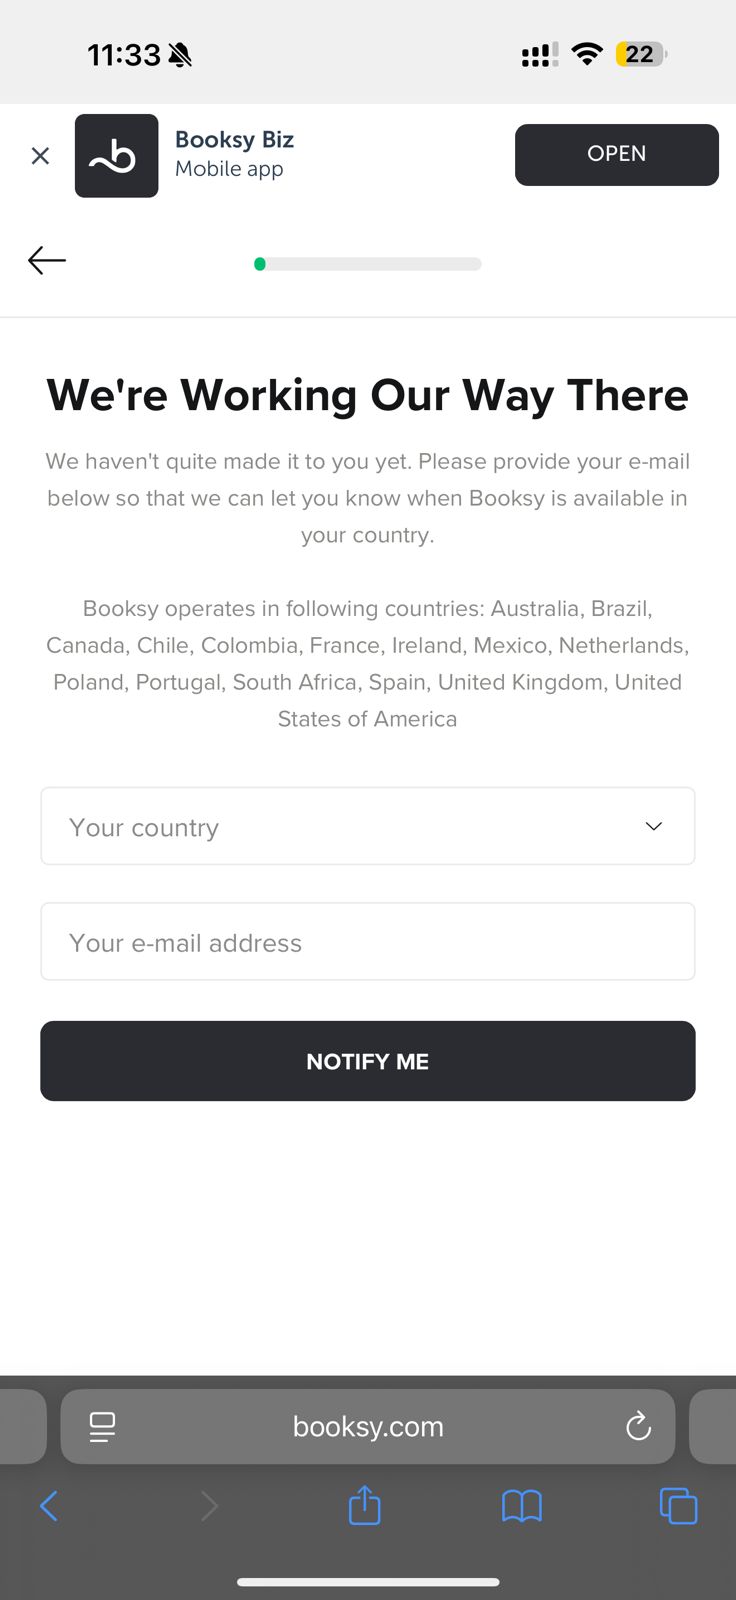 11:33
22
Booksy Biz
Mobile app
OPEN
We're Working Our Way There
We haven't quite made it to you yet. Please provide your e-mail
below so that we can let you know when Booksy is available in
your country.
Booksy operates in following countries: Australia, Brazil,
Canada, Chile, Colombia, France, Ireland, Mexico, Netherlands,
Poland, Portugal, South Africa, Spain, United Kingdom, United
States of America
Your country
Your e-mail address
NOTIFY ME
booksy.com